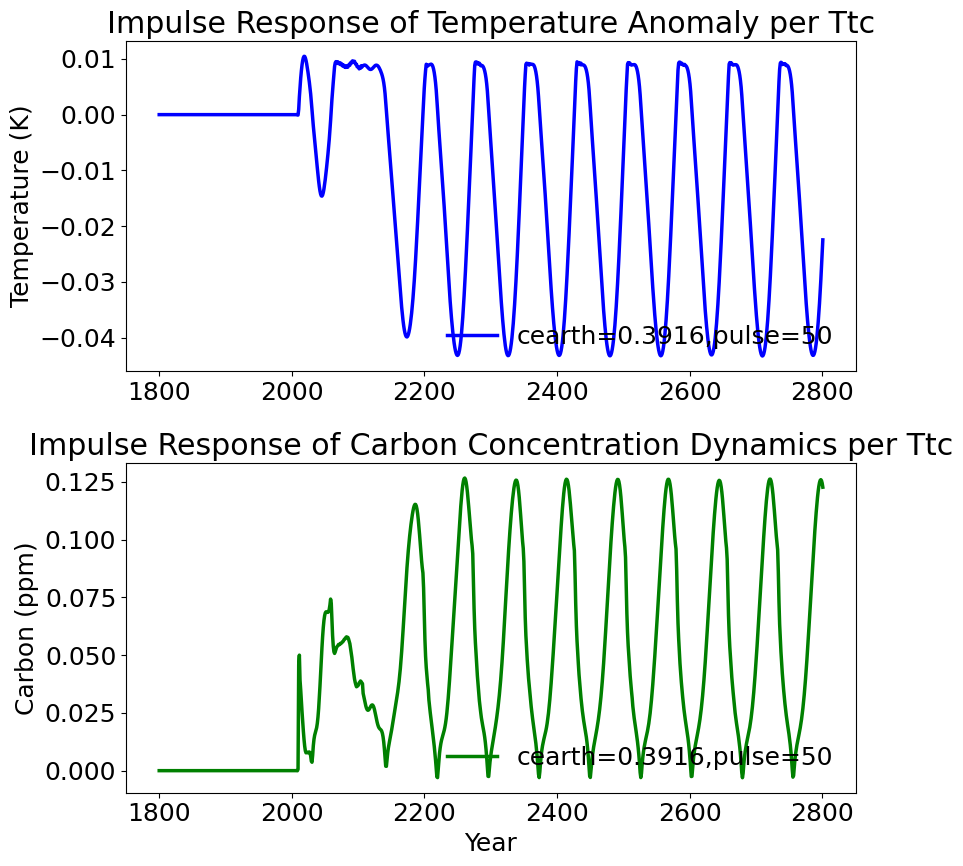 Impulse Response of Temperature Anomaly per Ttc
Temperature (K)
0.01
0.00
−0.01
−0.02
−0.03
−0.04
cearth=0.3916,pulse=50
1800 2000 2200 2400 2600 2800
Impulse Response of Carbon Concentration Dynamics per Ttc
Carbon (ppm)
0.125
0.100
0.075
0.050
0.025
0.000
cearth=0.3916,pulse=50
1800 2000 2200 2400 2600 2800
Year